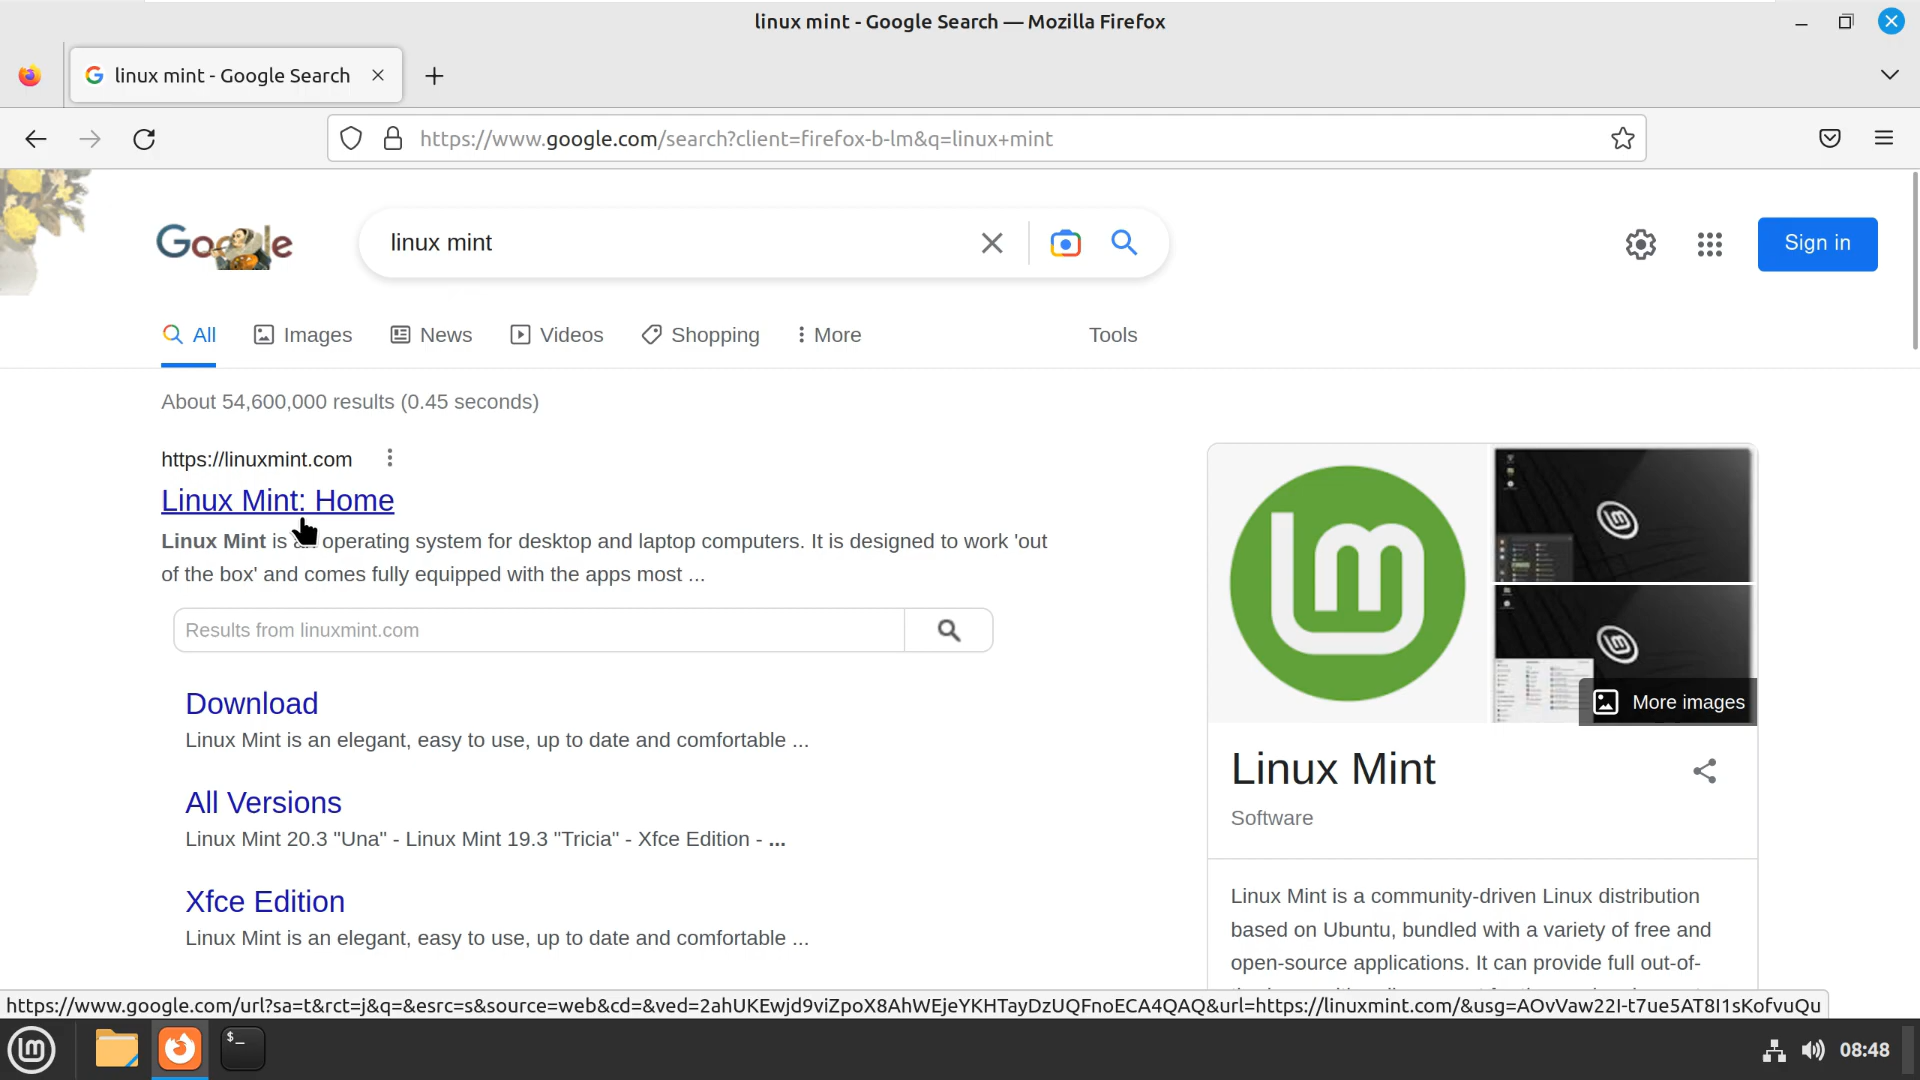 linux mint - Google Search — Mozilla Firefox
linux mint - Google Search
https://www.google.com/search?client=firefox-b-lm&q=linux+mint
Google
linux mint
Sign in
All
Images
News
Videos
Shopping
More
Tools
About 54,600,000 results (0.45 seconds)
https://linuxmint.com
Linux Mint: Home
Linux Mint is an operating system for desktop and laptop computers. It is designed to work 'out
of the box' and comes fully equipped with the apps most ...
Results from linuxmint.com
Download
Linux Mint is an elegant, easy to use, up to date and comfortable ...
All Versions
Linux Mint 20.3 "Una" - Linux Mint 19.3 "Tricia" - Xfce Edition - ...
Xfce Edition
Linux Mint is an elegant, easy to use, up to date and comfortable ...
More images
Linux Mint
Software
Linux Mint is a community-driven Linux distribution
based on Ubuntu, bundled with a variety of free and
open-source applications. It can provide full out-of-
https://www.google.com/url?sa=t&rct=j&q=&esrc=s&source=web&cd=&ved=2ahUKEwjd9viZpoX8AhWEjeYKHTayDzUQFnoECA4QAQ&url=https://linuxmint.com/&usg=AOvVaw22I-t7ue5AT8I1sKofvuQu
$_
08:48